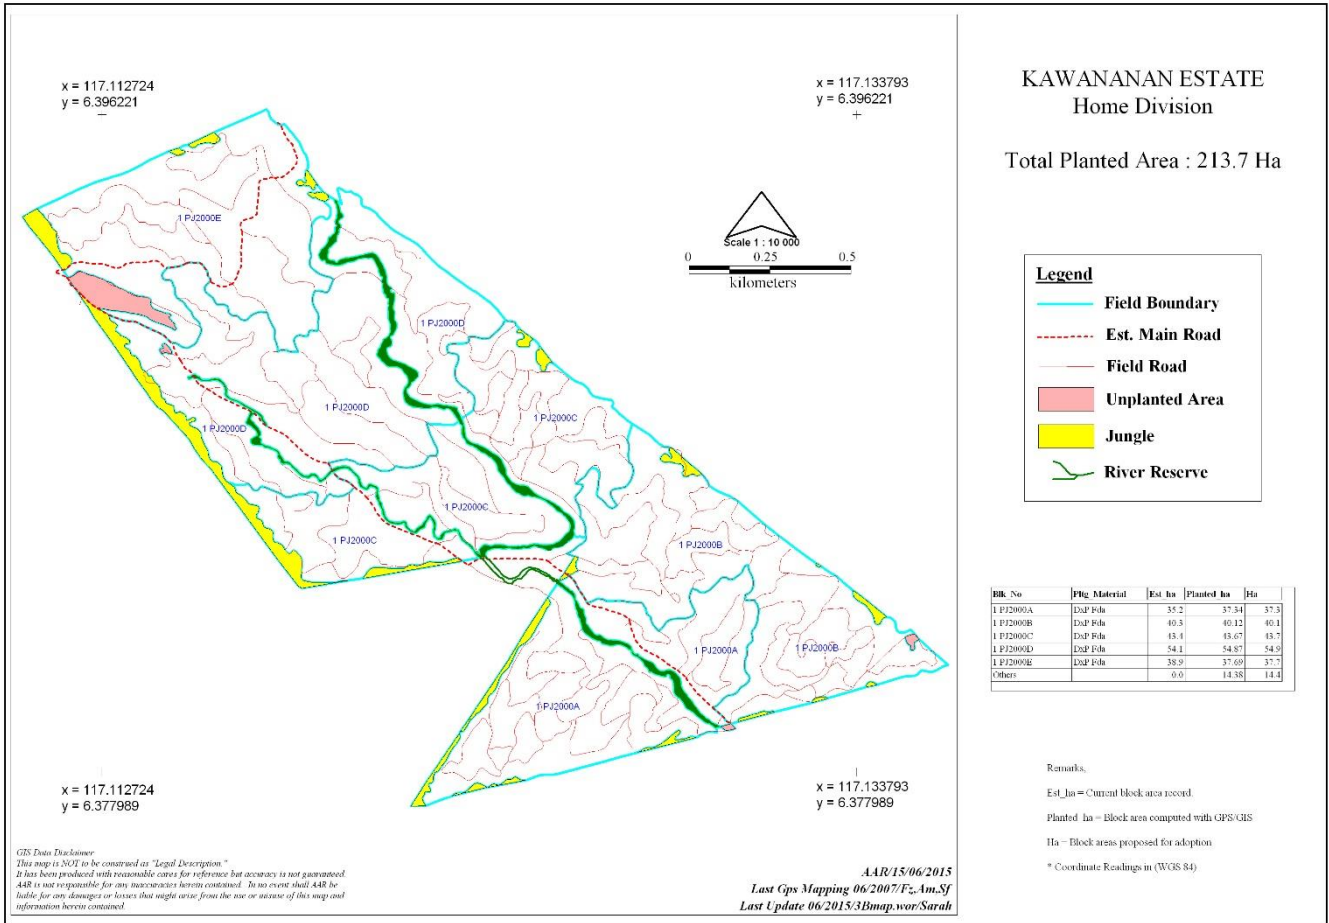 x = 117.112724
y = 6.396221
x = 117.133793
y = 6.396221
KAWANANAN ESTATE
Home Division
Total Planted Area : 213.7 Ha
1 PJ2000E
Scale 1 : 10 000
0 0.25 0.5
kilometers
Legend
Field Boundary
Est. Main Road
Field Road
Unplanted Area
Jungle
River Reserve
1 PJ2000D
1 PJ2000D
1 PJ2000C
1 PJ2000D
1 PJ2000C
1 PJ2000C
1 PJ2000B
1 PJ2000A
1 PJ2000B
1 PJ2000A
Blk_No Pltg_Material Est_ha Planted_ha Ha
1 PJ2000A DxP Fda 35.2 37.34 37.3
1 PJ2000B DxP Fda 40.3 40.12 40.1
1 PJ2000C DxP Fda 43.4 43.67 43.7
1 PJ2000D DxP Fda 54.1 54.87 54.9
1 PJ2000E DxP Fda 38.9 37.69 37.7
Others 0.0 14.38 14.4
x = 117.112724
y = 6.377989
x = 117.133793
y = 6.377989
Remarks,
Est_ha = Current block area record.
Planted_ha = Block area computed with GPS/GIS
Ha = Block areas proposed for adoption
* Coordinate Readings in (WGS 84)
GIS Data Disclaimer
This map is NOT to be construed as "Legal Description."
It has been produced with reasonable cares for reference but accuracy is not guaranteed.
AAR is not responsible for any inaccuracies herein contained. In no event shall AAR be
liable for any damages or losses that might arise from the use or misuse of this map and
information herein contained.
AAR/15/06/2015
Last Gps Mapping 06/2007/Fz,Am,Sf
Last Update 06/2015/3Bmap.wor/Sarah